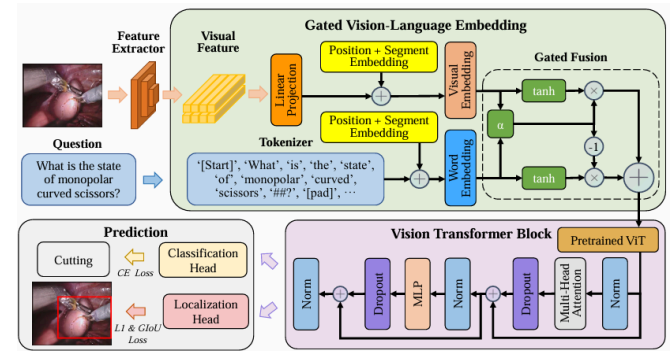 Gated Vision-Language Embedding
Feature
Extractor
Visual
Feature
Linear
Projection
Position + Segment
Embedding
Visual
Embedding
Gated Fusion
tanh
×
α
-1
Question
What is the state
of monopolar
curved scissors?
Tokenizer
Position + Segment
Embedding
'[Start]', 'What', 'is', 'the', 'state',
'of', 'monopolar', 'curved',
'scissors', '##?', '[pad]', ...
+
+
Word
Embedding
tanh
×
+
Prediction
Cutting
CE Loss
Classification
Head
L1 & GIoU
Loss
Localization
Head
Vision Transformer Block
Pretrained ViT
Norm
+
Dropout
MLP
Norm
+
Dropout
Multi-Head
Attention
Norm